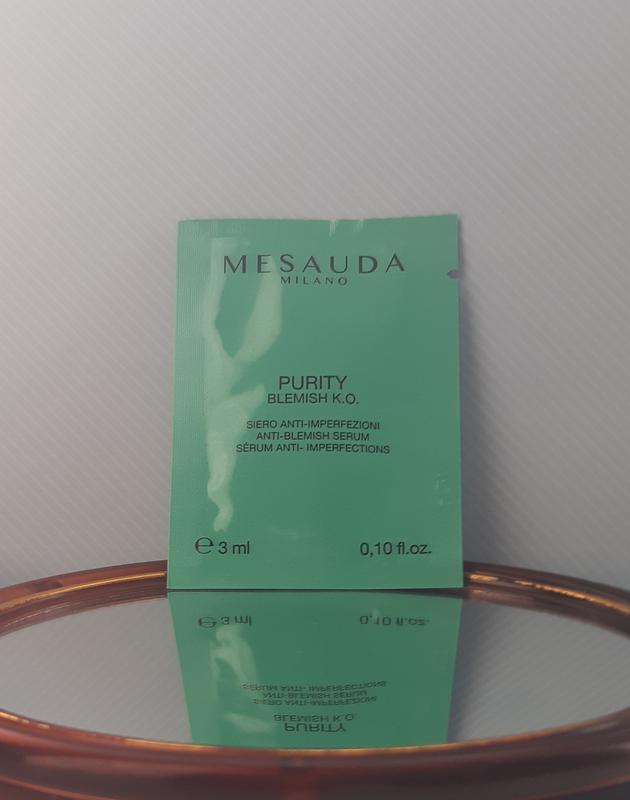 MESAUDA
MILANO
PURITY
BLEMISH K.O.
SIERO ANTI-IMPERFEZIONI
ANTI-BLEMISH SERUM
SÉRUM ANTI- IMPERFECTIONS
℮ 3 ml 0,10 fl.oz.